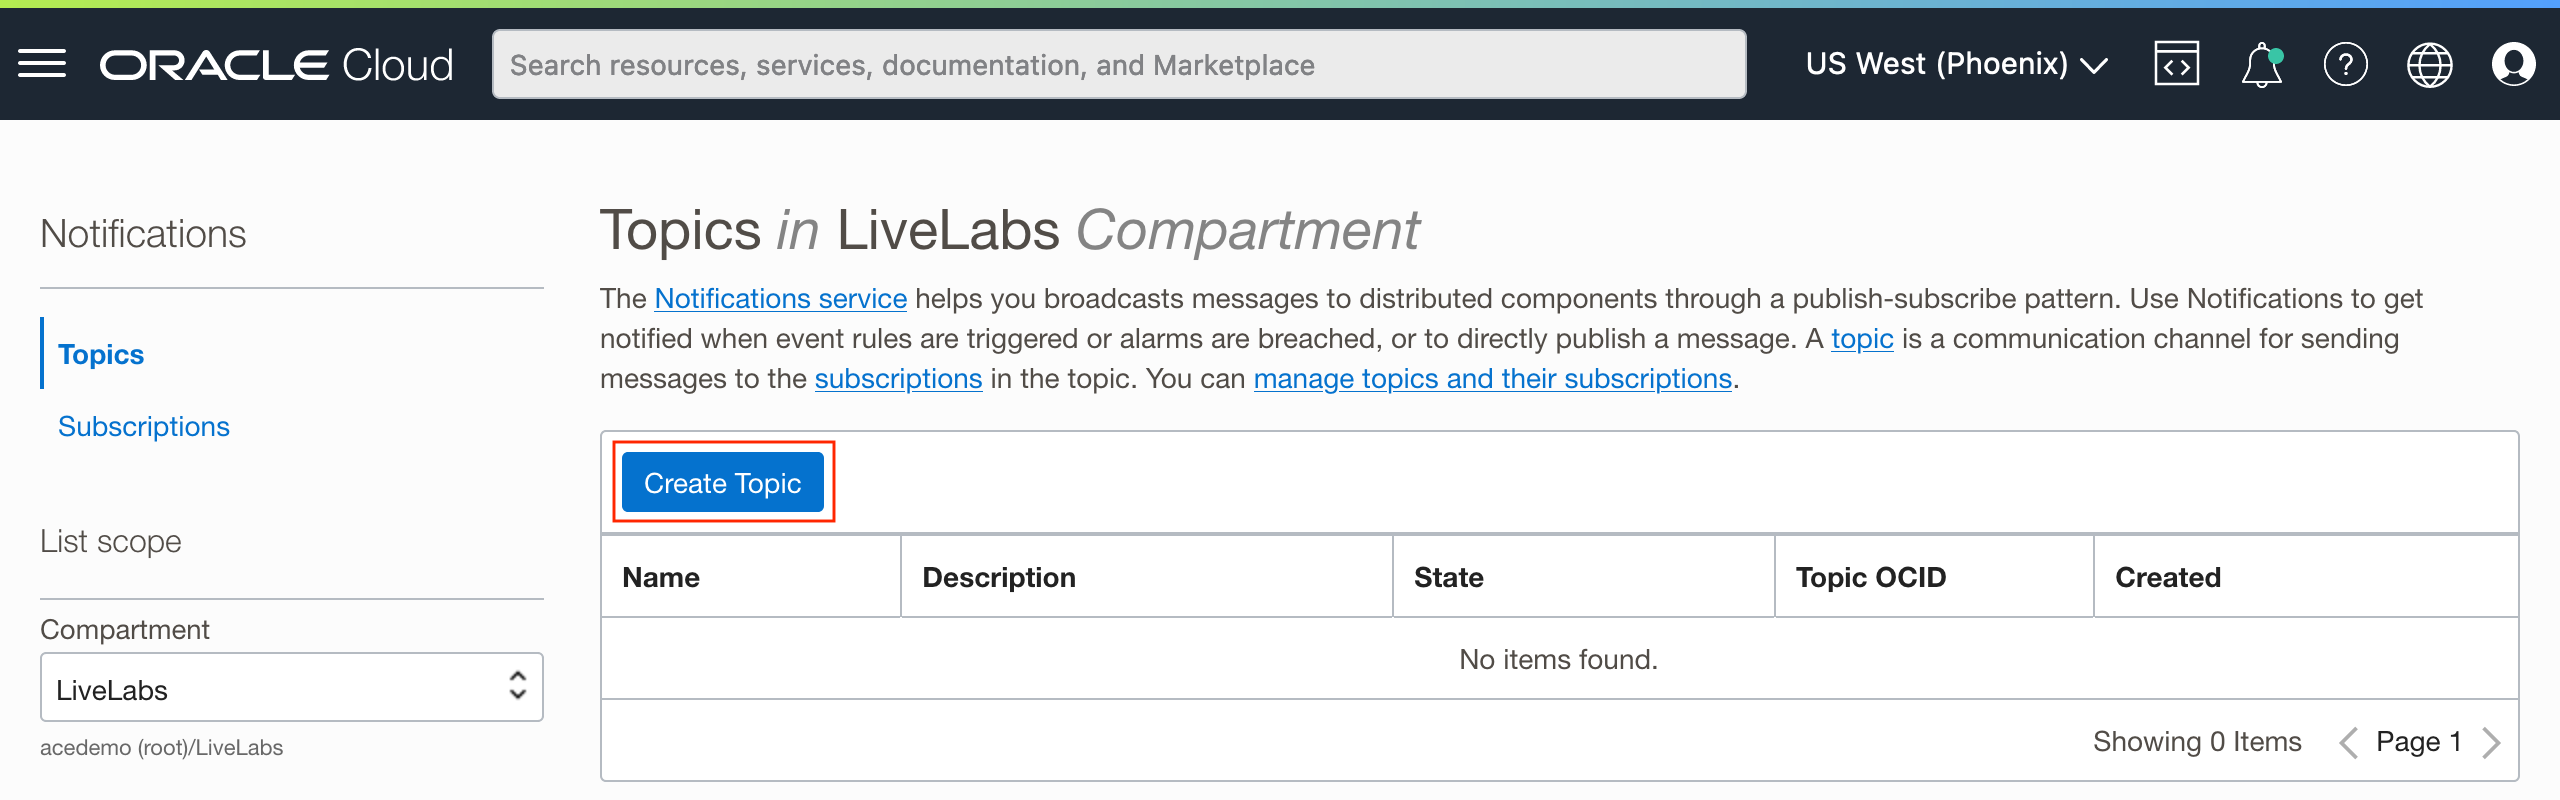 ORACLE Cloud
Search resources, services, documentation, and Marketplace
US West (Phoenix)
Notifications
Topics
Subscriptions
List scope
Compartment
LiveLabs
acedemo (root)/LiveLabs
Topics in LiveLabs Compartment
The Notifications service helps you broadcasts messages to distributed components through a publish-subscribe pattern. Use Notifications to get
notified when event rules are triggered or alarms are breached, or to directly publish a message. A topic is a communication channel for sending
messages to the subscriptions in the topic. You can manage topics and their subscriptions.
Create Topic
Name Description State Topic OCID Created
No items found.
Showing 0 Items Page 1